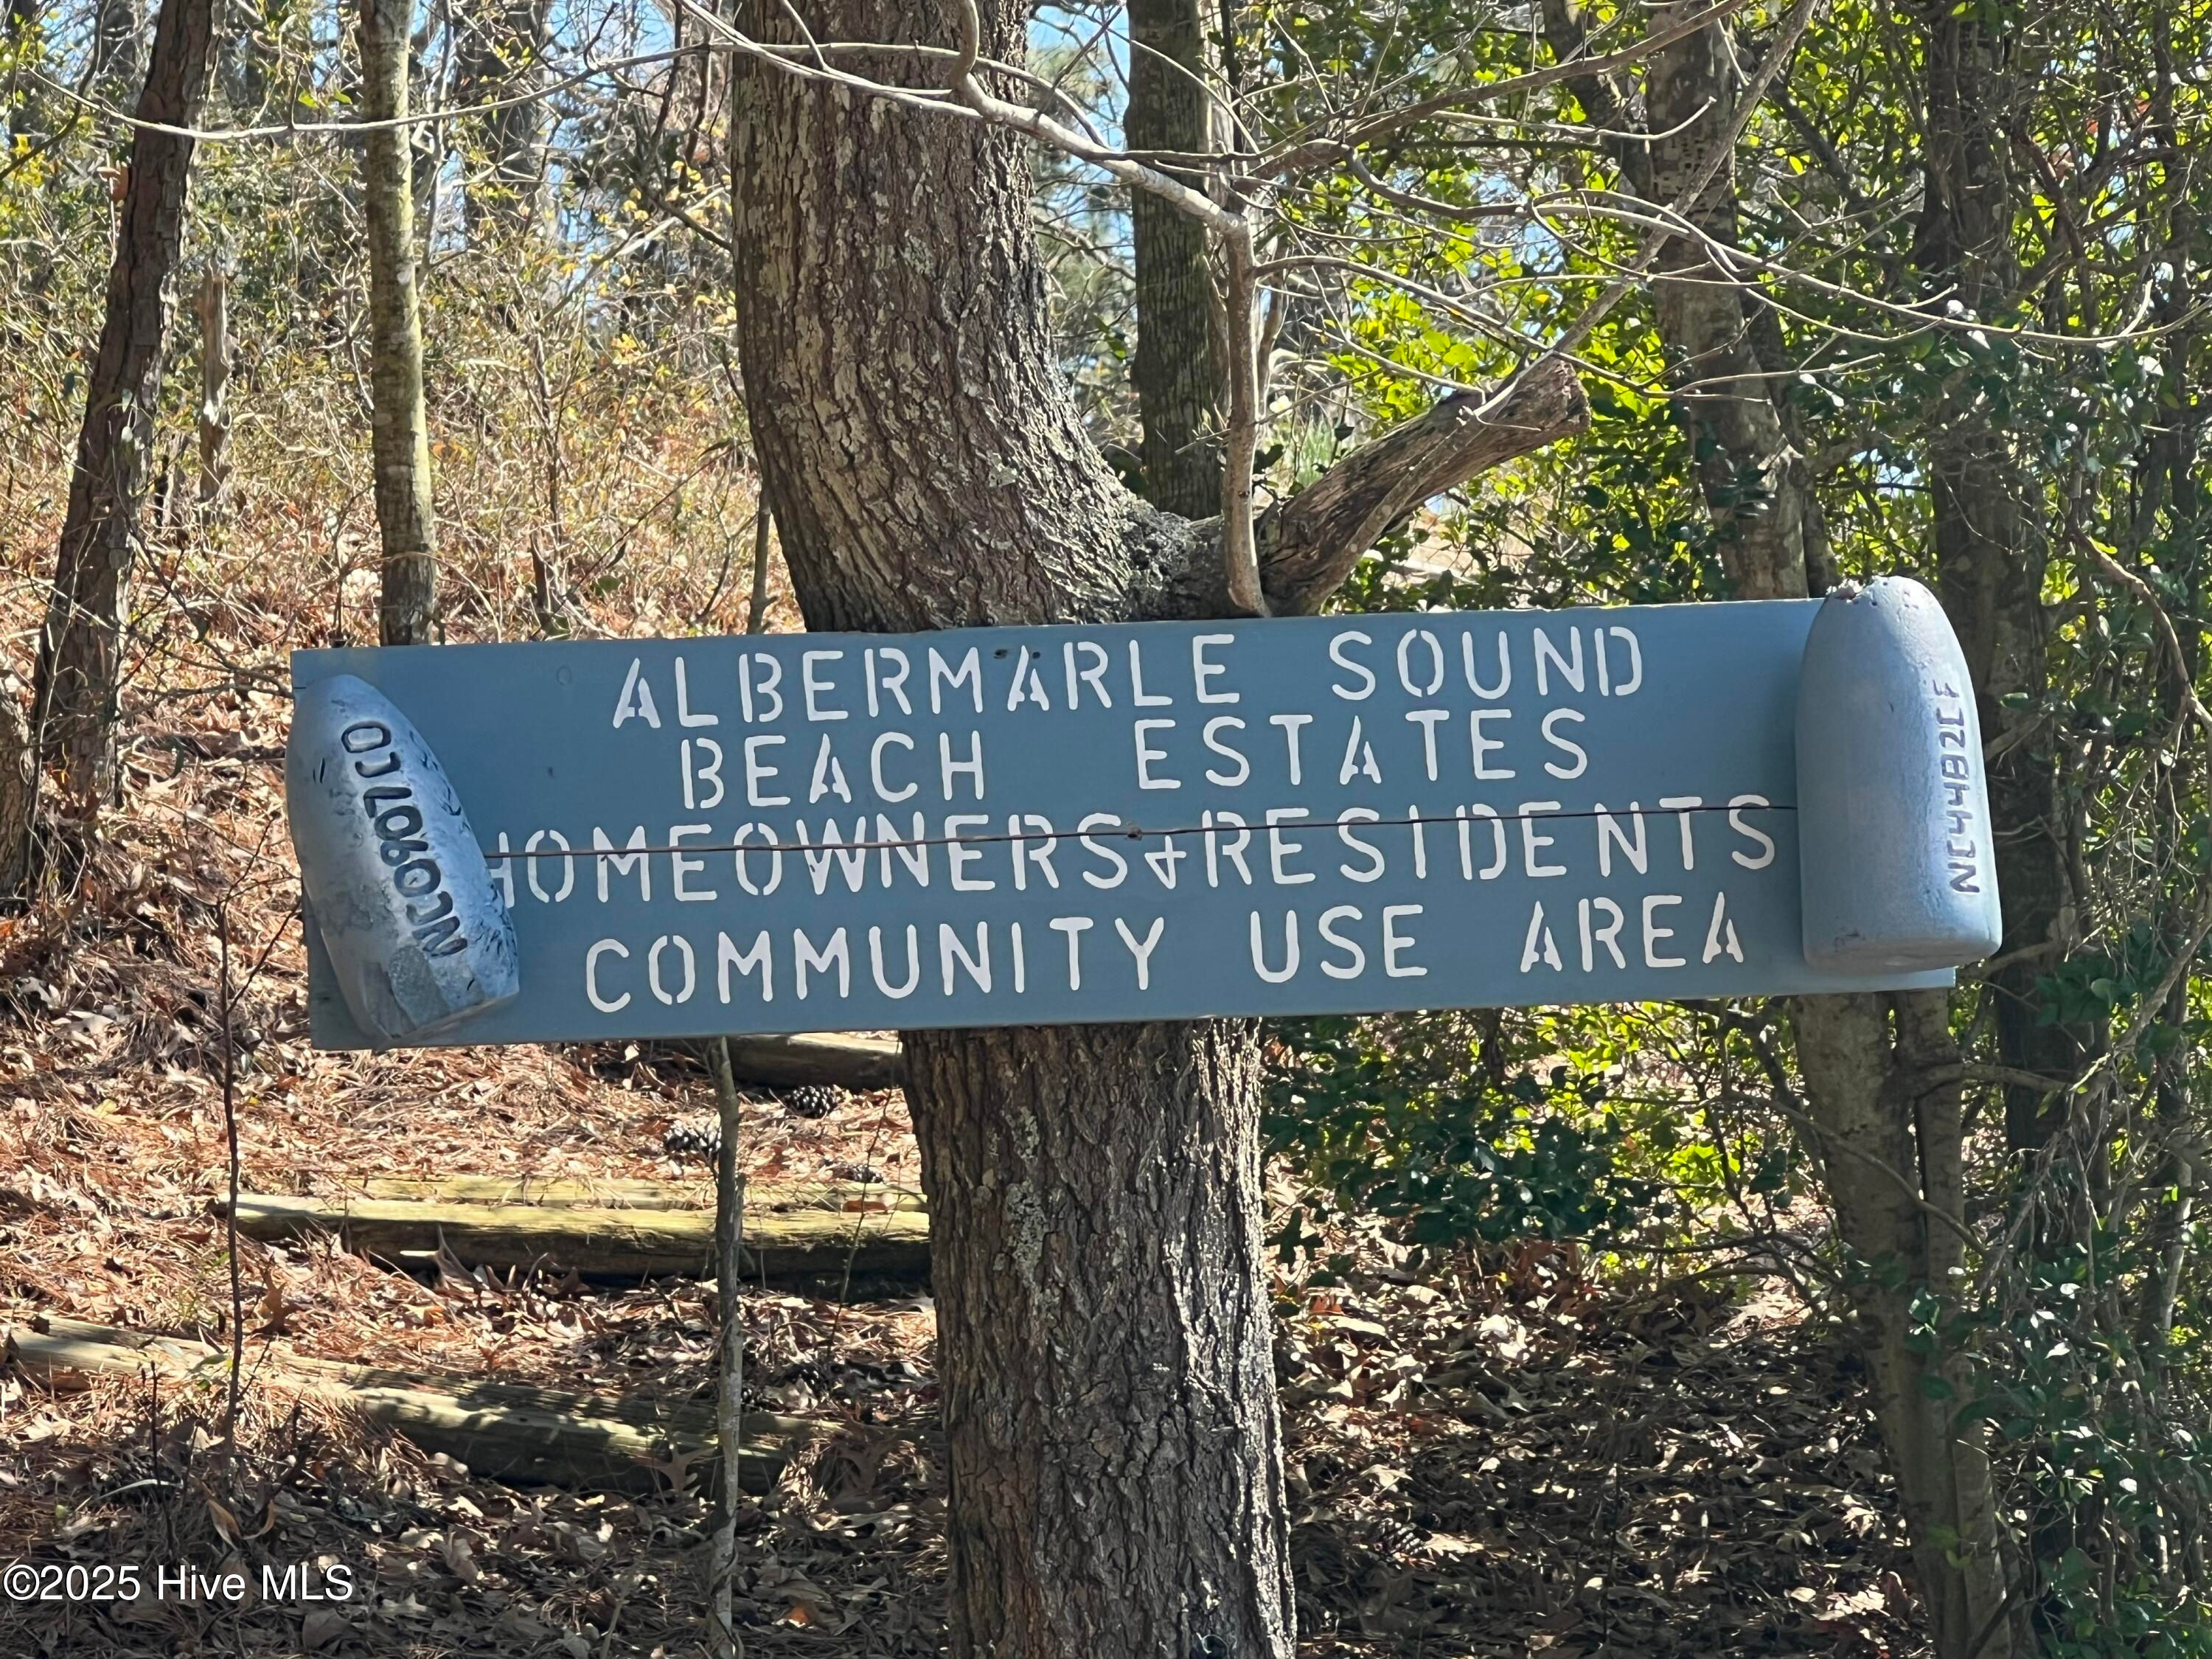 ALBERMARLE SOUND
BEACH ESTATES
HOMEOWNERS & RESIDENTS
COMMUNITY USE AREA
©2025 Hive MLS